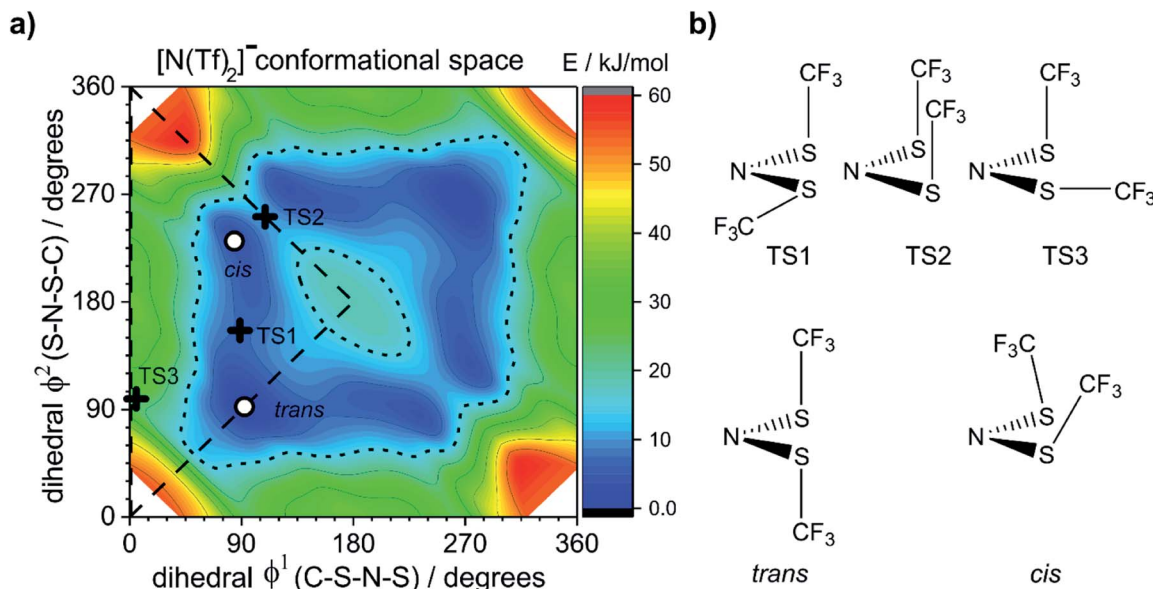 a)
[N(Tf)₂]⁻ conformational space
E / kJ/mol
dihedral ϕ² (S-N-S-C) / degrees
360
270
180
90
0
TS2
cis
TS1
TS3
trans
0
90
180
270
360
dihedral ϕ¹ (C-S-N-S) / degrees
60
50
40
30
20
10
0.0
b)
CF₃
N
S
S
F₃C
TS1
CF₃
CF₃
N
S
S
TS2
CF₃
N
S
S
CF₃
TS3
CF₃
N
S
S
CF₃
trans
F₃C
CF₃
N
S
S
cis